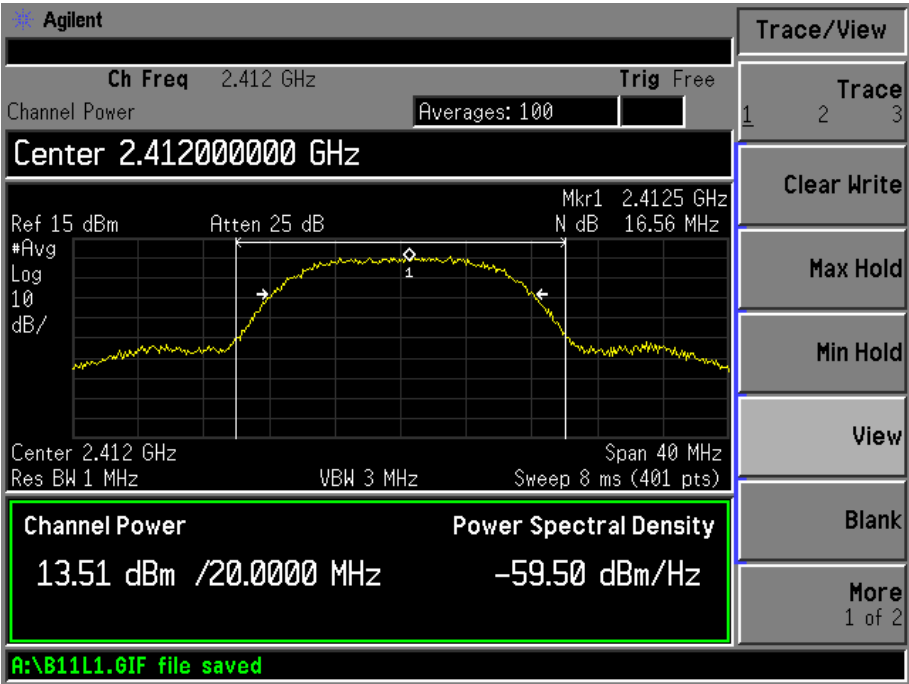 Agilent
Trace/View
Ch Freq 2.412 GHz Trig Free
Channel Power Averages: 100
Trace
1 2 3
Center 2.412000000 GHz
Clear Write
Mkr1 2.4125 GHz
Ref 15 dBm Atten 25 dB N dB 16.56 MHz
#Avg
Log
10
dB/
1
Max Hold
Min Hold
View
Center 2.412 GHz Span 40 MHz
Res BW 1 MHz VBW 3 MHz Sweep 8 ms (401 pts)
Channel Power Power Spectral Density
13.51 dBm /20.0000 MHz -59.50 dBm/Hz
Blank
More
1 of 2
A:\B11L1.GIF file saved